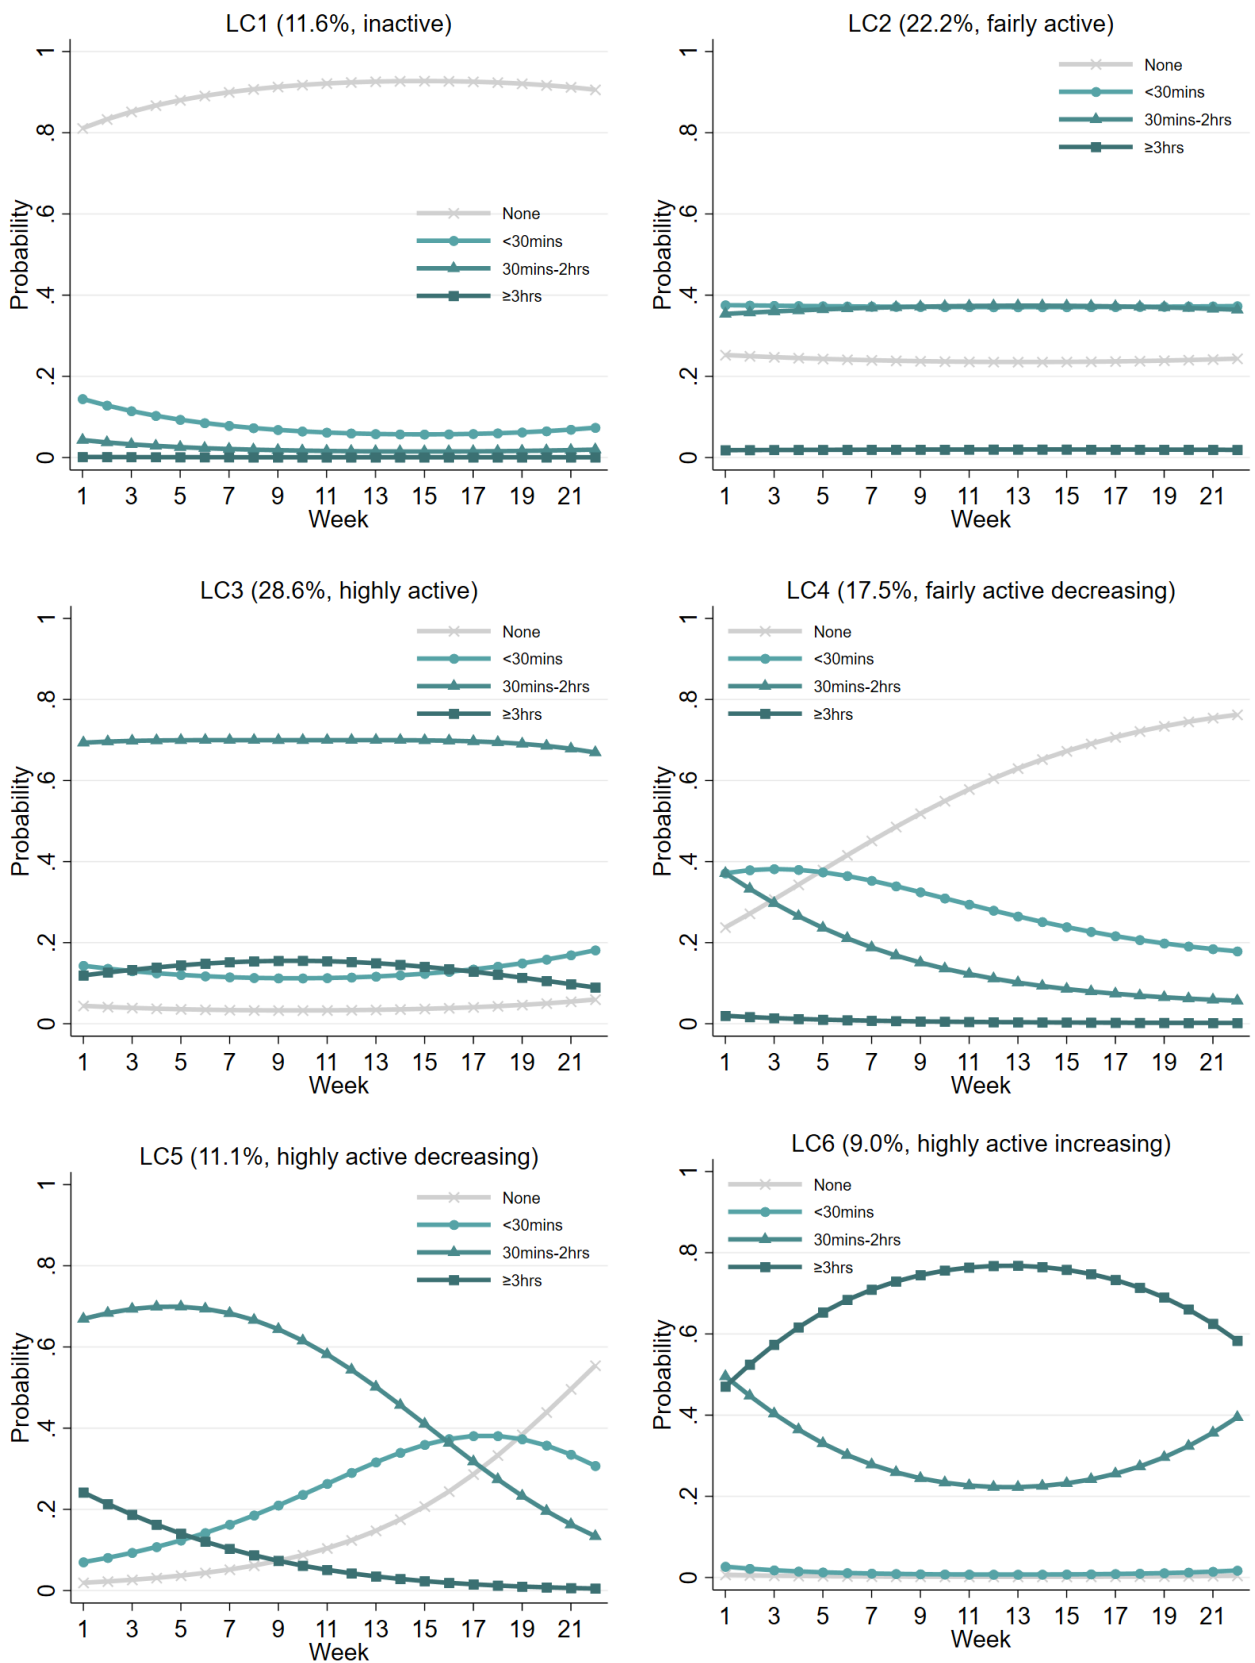 LC1 (11.6%, inactive)
Probability
1
.8
.6
.4
.2
0
None
<30mins
30mins-2hrs
≥3hrs
1 3 5 7 9 11 13 15 17 19 21
Week
LC2 (22.2%, fairly active)
Probability
1
.8
.6
.4
.2
0
None
<30mins
30mins-2hrs
≥3hrs
1 3 5 7 9 11 13 15 17 19 21
Week
LC3 (28.6%, highly active)
Probability
1
.8
.6
.4
.2
0
None
<30mins
30mins-2hrs
≥3hrs
1 3 5 7 9 11 13 15 17 19 21
Week
LC4 (17.5%, fairly active decreasing)
Probability
1
.8
.6
.4
.2
0
None
<30mins
30mins-2hrs
≥3hrs
1 3 5 7 9 11 13 15 17 19 21
Week
LC5 (11.1%, highly active decreasing)
Probability
1
.8
.6
.4
.2
0
None
<30mins
30mins-2hrs
≥3hrs
1 3 5 7 9 11 13 15 17 19 21
Week
LC6 (9.0%, highly active increasing)
Probability
1
.8
.6
.4
.2
0
None
<30mins
30mins-2hrs
≥3hrs
1 3 5 7 9 11 13 15 17 19 21
Week